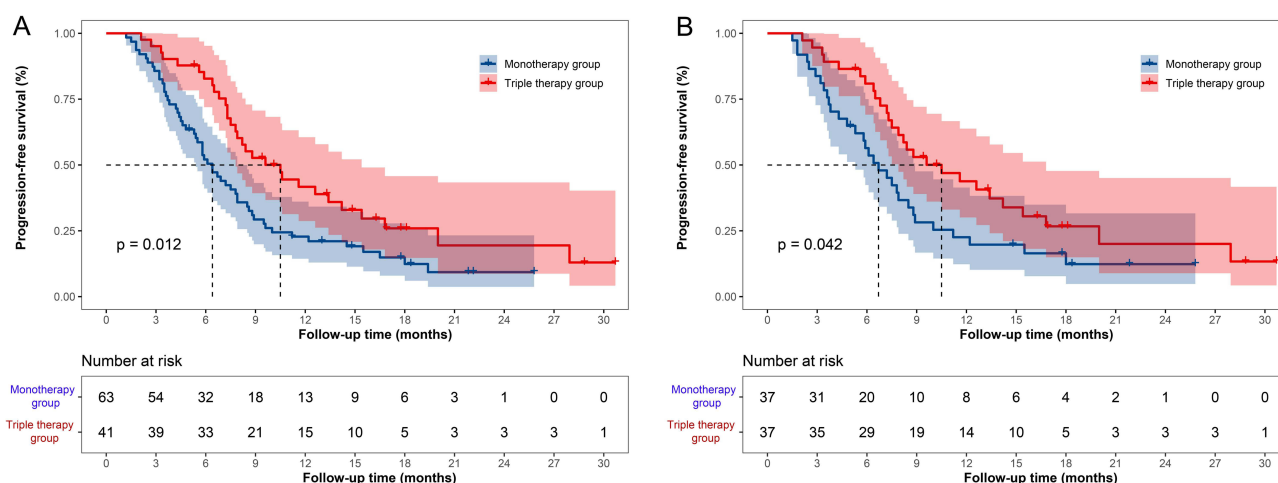 A
Progression-free survival (%)
1.00
0.75
0.50
0.25
0.00
Monotherapy group
Triple therapy group
p = 0.012
0 3 6 9 12 15 18 21 24 27 30
Follow-up time (months)
Number at risk
Monotherapy
group
63 54 32 18 13 9 6 3 1 0 0
Triple therapy
group
41 39 33 21 15 10 5 3 3 3 1
0 3 6 9 12 15 18 21 24 27 30
Follow-up time (months)
B
Progression-free survival (%)
1.00
0.75
0.50
0.25
0.00
Monotherapy group
Triple therapy group
p = 0.042
0 3 6 9 12 15 18 21 24 27 30
Follow-up time (months)
Number at risk
Monotherapy
group
37 31 20 10 8 6 4 2 1 0 0
Triple therapy
group
37 35 29 19 14 10 5 3 3 3 1
0 3 6 9 12 15 18 21 24 27 30
Follow-up time (months)